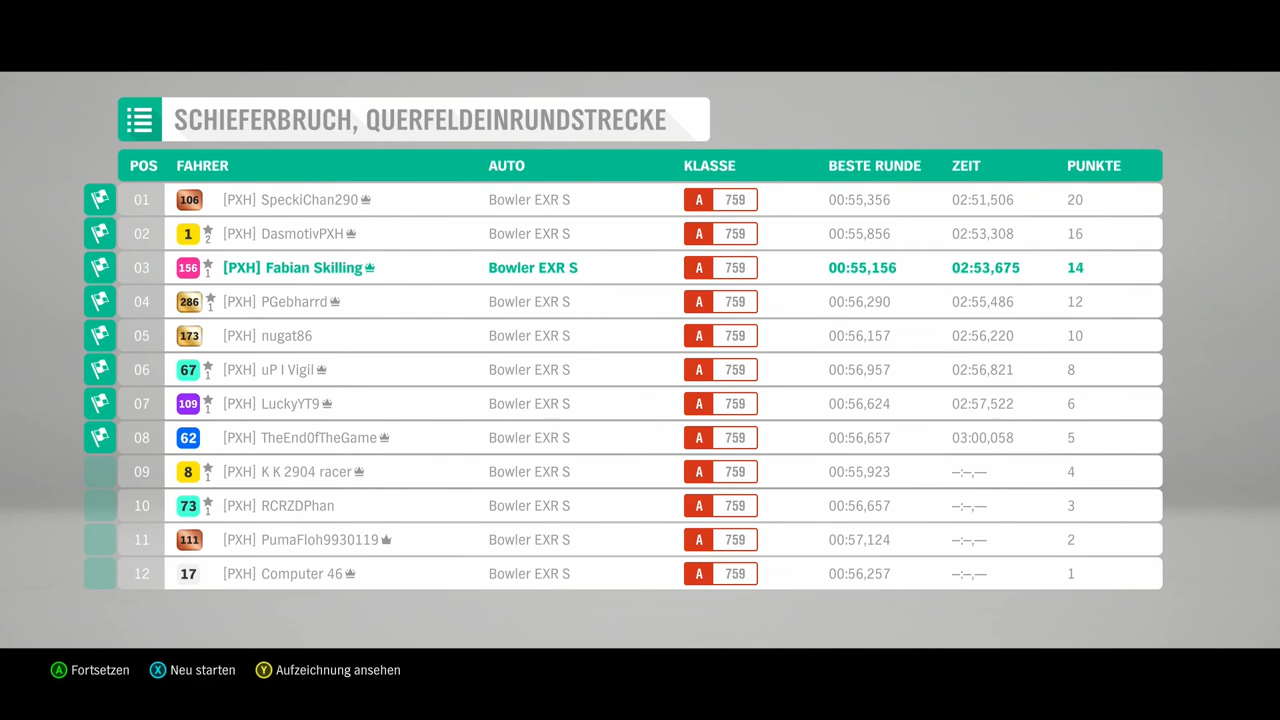 SCHIEFERBRUCH, QUERFELDEINRUNDSTRECKE
POS FAHRER AUTO KLASSE BESTE RUNDE ZEIT PUNKTE
01 106 [PXH] SpeckiChan290 Bowler EXR S A 759 00:55,356 02:51,506 20
02 1 2 [PXH] DasmotivPXH Bowler EXR S A 759 00:55,856 02:53,308 16
03 156 1 [PXH] Fabian Skilling Bowler EXR S A 759 00:55,156 02:53,675 14
04 286 1 [PXH] PGebharrd Bowler EXR S A 759 00:56,290 02:55,486 12
05 173 [PXH] nugat86 Bowler EXR S A 759 00:56,157 02:56,220 10
06 67 1 [PXH] uP I Vigil Bowler EXR S A 759 00:56,957 02:56,821 8
07 109 1 [PXH] LuckyYT9 Bowler EXR S A 759 00:56,624 02:57,522 6
08 62 [PXH] TheEnd0fTheGame Bowler EXR S A 759 00:56,657 03:00,058 5
09 8 1 [PXH] K K 2904 racer Bowler EXR S A 759 00:55,923 –:–,–– 4
10 73 1 [PXH] RCRZDPhan Bowler EXR S A 759 00:56,657 –:–,–– 3
11 111 [PXH] PumaFloh9930119 Bowler EXR S A 759 00:57,124 –:–,–– 2
12 17 [PXH] Computer 46 Bowler EXR S A 759 00:56,257 –:–,–– 1
A Fortsetzen X Neu starten Y Aufzeichnung ansehen